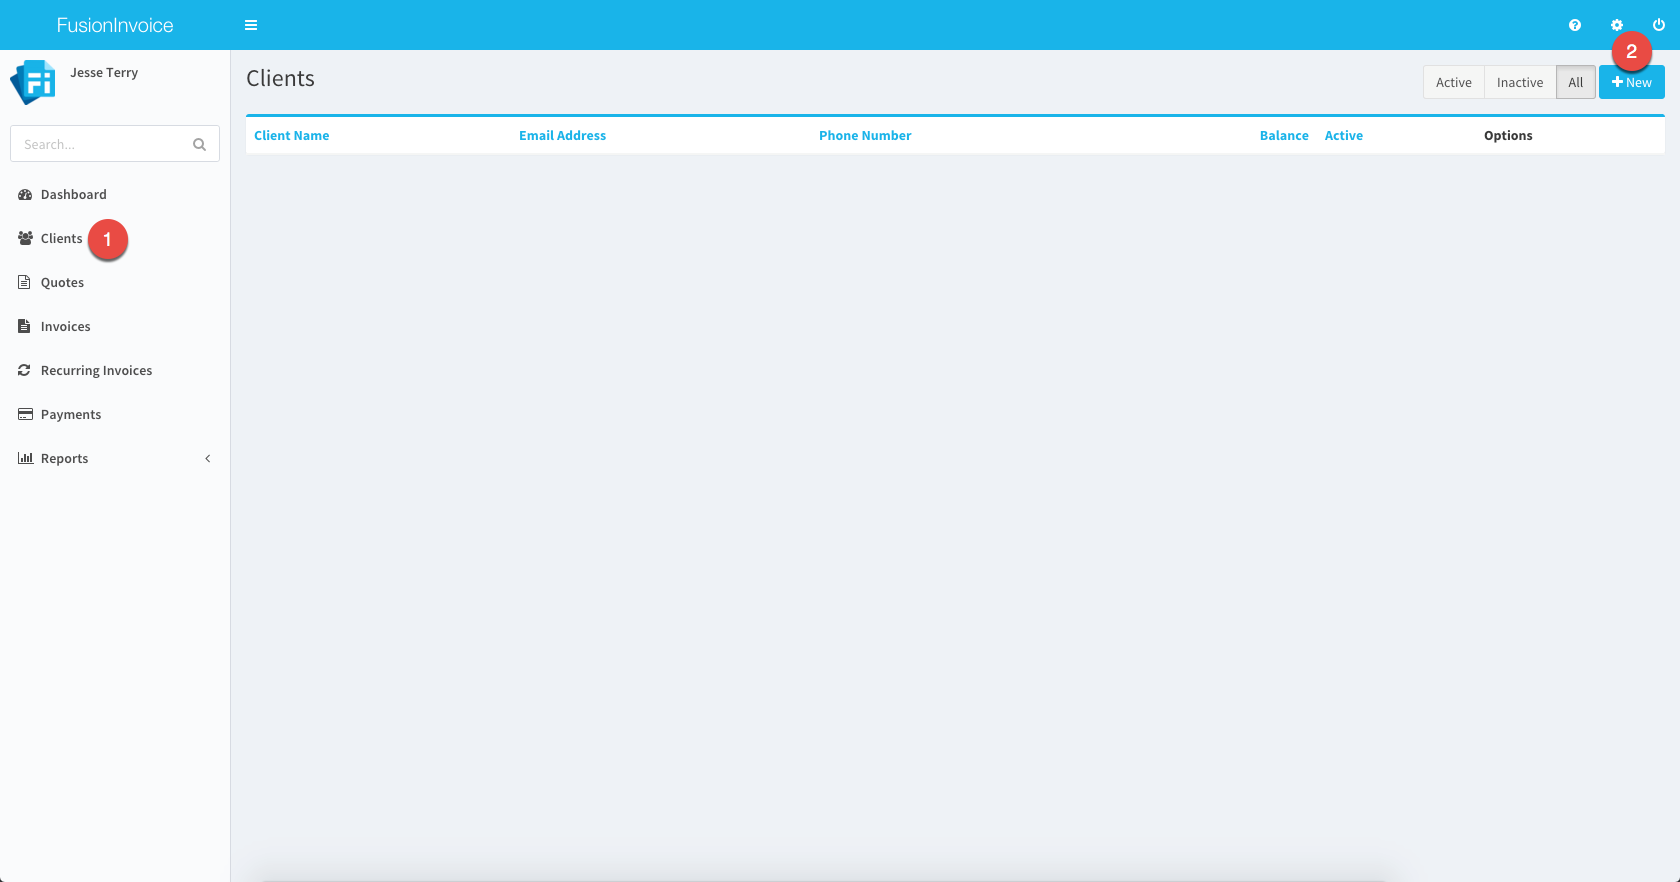 FusionInvoice
2
Fi
Jesse Terry
Clients
Active Inactive All + New
Search...
Client Name Email Address Phone Number Balance Active Options
Dashboard
Clients 1
Quotes
Invoices
Recurring Invoices
Payments
Reports